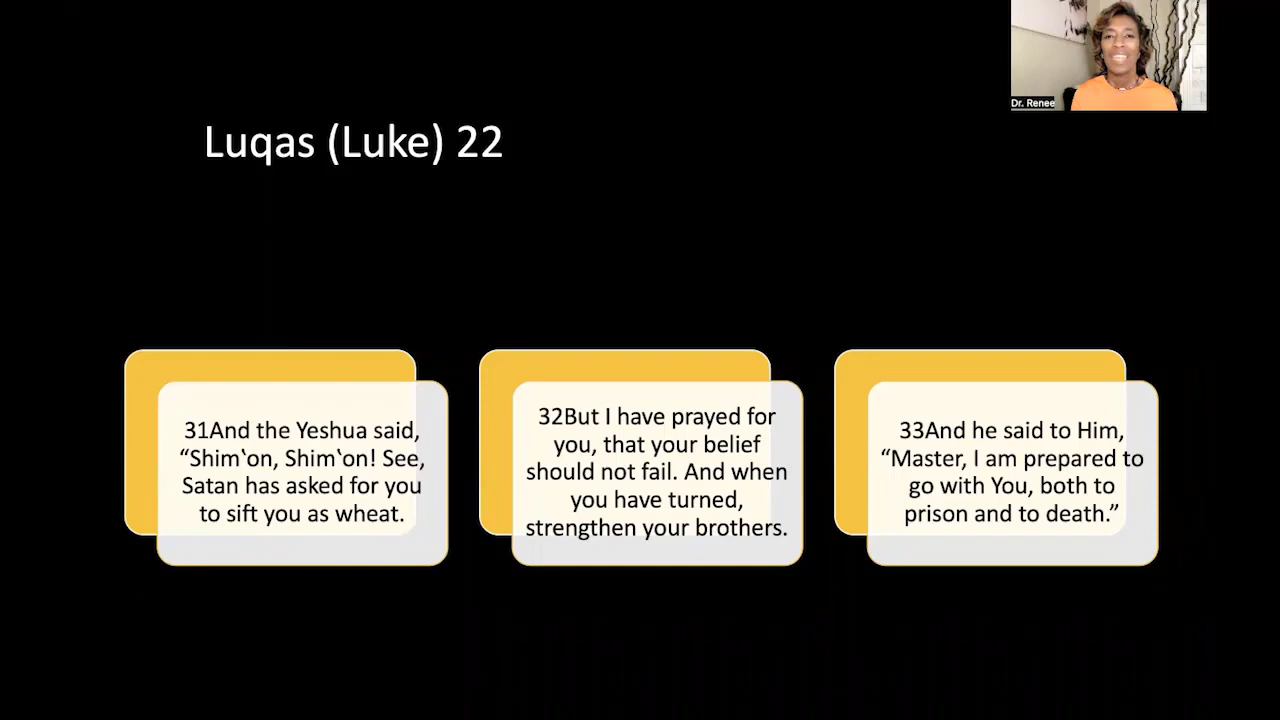 Dr. Renee
Luqas (Luke) 22
31And the Yeshua said,
“Shim‛on, Shim‛on! See,
Satan has asked for you
to sift you as wheat.
32But I have prayed for
you, that your belief
should not fail. And when
you have turned,
strengthen your brothers.
33And he said to Him,
“Master, I am prepared to
go with You, both to
prison and to death.”